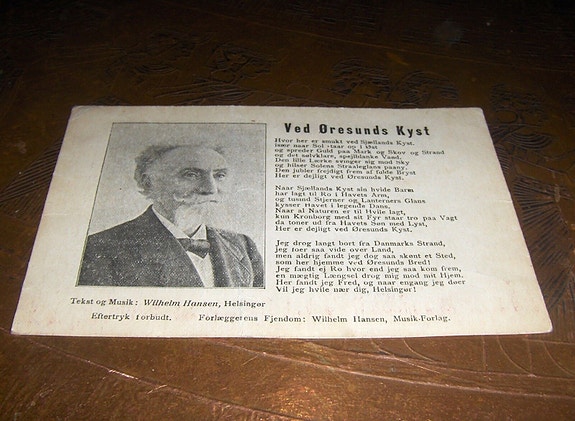 Ved Øresunds Kyst
Hvor her er smukt ved Sjællands Kyst.
især naar Sol staar op i Øst
og spreder Guld paa Mark og Skov og Strand
og det sølvklare, spejlblanke Vand,
Den lille Lærke svinger sig mod Sky
og hilser Solens Straaleglans paany,
Den jubler frejdigt frem af fulde Bryst
Her er dejligt ved Øresunds Kyst.
Naar Sjællands Kyst sin hvide Barm
har lagt til Ro i Havets Arm,
og tusind Stjerner og Lanterners Glans
kysser Havet i legende Dans,
Naar al Naturen er til Hvile lagt,
kun Kronborg med sit Fyr staar tro paa Vagt
da toner ud fra Havets Søn med Lyst,
Her er dejligt ved Øresunds Kyst.
Jeg drog langt bort fra Danmarks Strand,
jeg foer saa vide over Land,
men aldrig fandt jeg dog saa skønt et Sted,
som her hjemme ved Øresunds Bred!
Jeg fandt ej Ro hvor end jeg saa kom frem,
en mægtig Længsel drog mig mod mit Hjem.
Her fandt jeg Fred, og naar engang jeg døer
Vil jeg hvile nær dig, Helsingør!
Tekst og Musik: Wilhelm Hansen, Helsingør
Eftertryk forbudt. Forlæggerens Fjendom: Wilhelm Hansen, Musik-Forlag.